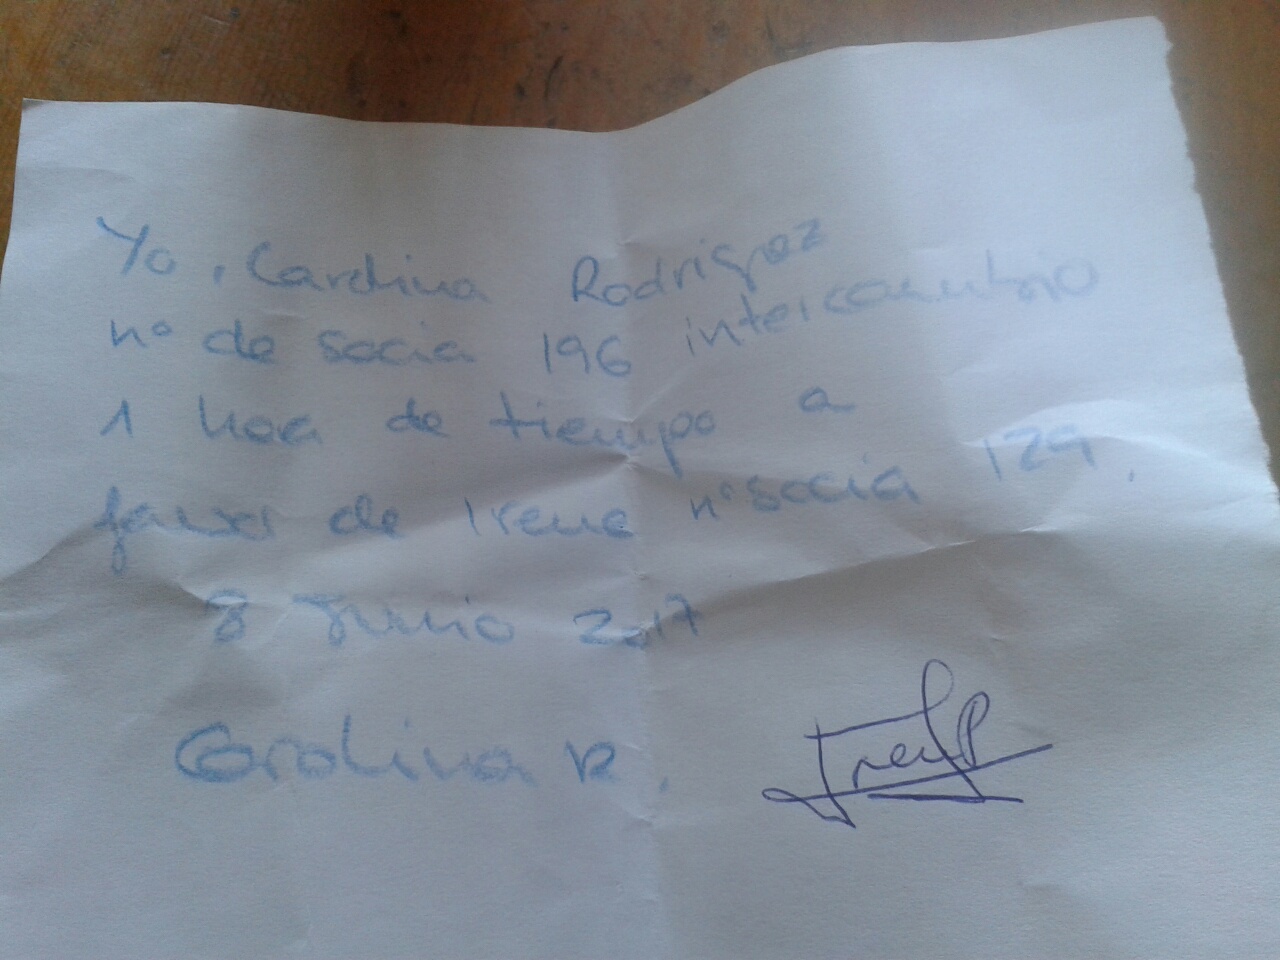 Yo, Carolina Rodriguez
nº de socia 196 intercambio
1 hora de tiempo a
favor de Irene nº socia 129.
8 Junio 2017
Carolina R.
Irene P